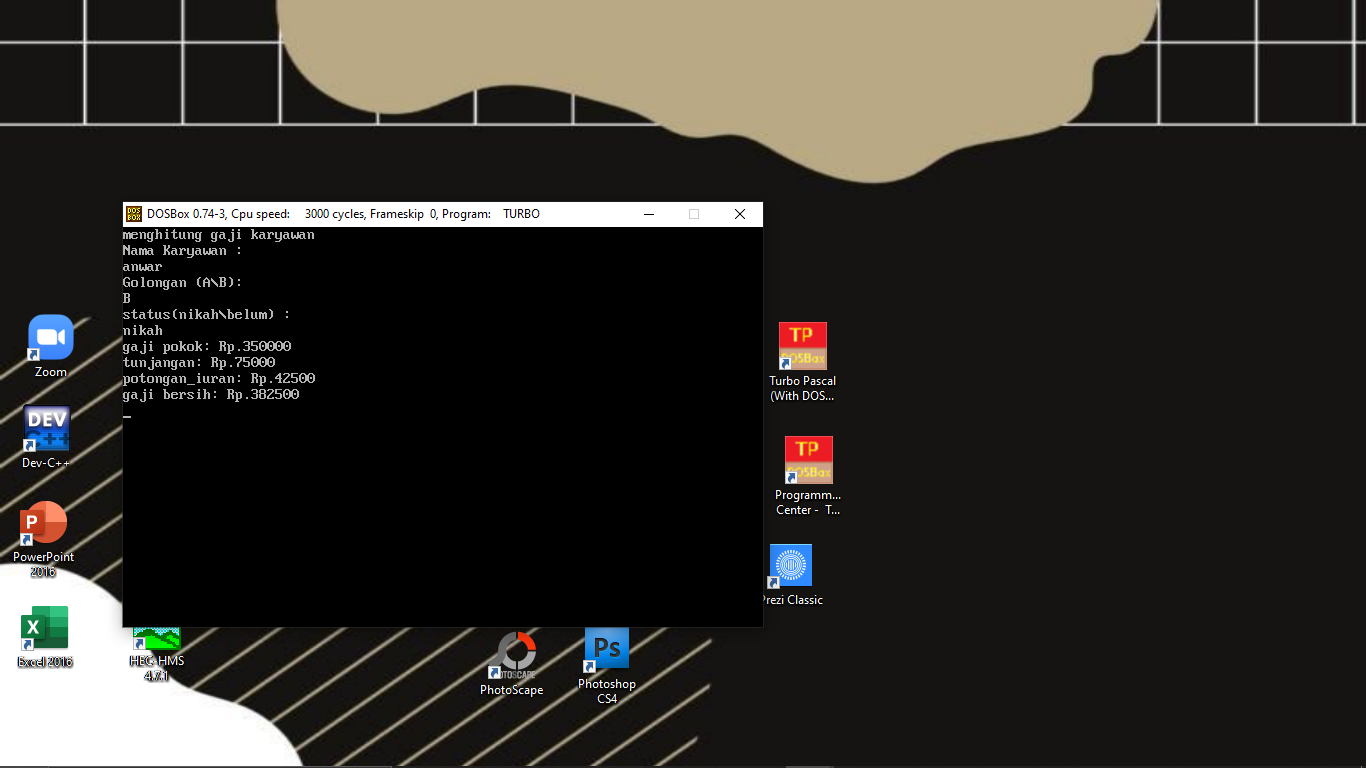 DOSBox 0.74-3, Cpu speed: 3000 cycles, Frameskip 0, Program: TURBO
menghitung gaji karyawan
Nama Karyawan :
anwar
Golongan (A\B):
B
status(nikah\belum) :
nikah
gaji pokok: Rp.350000
tunjangan: Rp.75000
potongan_iuran: Rp.42500
gaji bersih: Rp.382500
Zoom
DEV
C++
Dev-C++
P
PowerPoint
2016
X
Excel 2016
HEC-HMS
4.7.1
PHOTOSCAPE
PhotoScape
Ps
Photoshop
CS4
TP
DOSBox
Turbo Pascal
(With DOS...
TP
DOSBox
Programm...
Center - T...
Prezi Classic